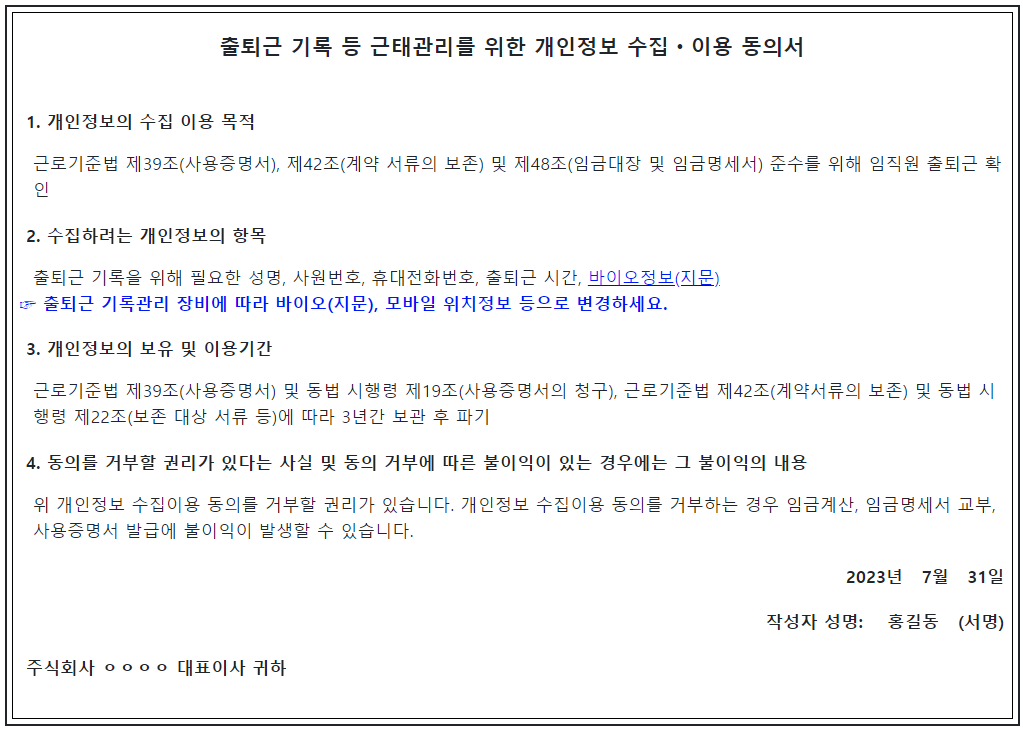 출퇴근 기록 등 근태관리를 위한 개인정보 수집・이용 동의서
1. 개인정보의 수집 이용 목적
근로기준법 제39조(사용증명서), 제42조(계약 서류의 보존) 및 제48조(임금대장 및 임금명세서) 준수를 위해 임직원 출퇴근 확
인
2. 수집하려는 개인정보의 항목
출퇴근 기록을 위해 필요한 성명, 사원번호, 휴대전화번호, 출퇴근 시간, 바이오정보(지문)
☞ 출퇴근 기록관리 장비에 따라 바이오(지문), 모바일 위치정보 등으로 변경하세요.
3. 개인정보의 보유 및 이용기간
근로기준법 제39조(사용증명서) 및 동법 시행령 제19조(사용증명서의 청구), 근로기준법 제42조(계약서류의 보존) 및 동법 시
행령 제22조(보존 대상 서류 등)에 따라 3년간 보관 후 파기
4. 동의를 거부할 권리가 있다는 사실 및 동의 거부에 따른 불이익이 있는 경우에는 그 불이익의 내용
위 개인정보 수집이용 동의를 거부할 권리가 있습니다. 개인정보 수집이용 동의를 거부하는 경우 임금계산, 임금명세서 교부,
사용증명서 발급에 불이익이 발생할 수 있습니다.
2023년 7월 31일
작성자 성명: 홍길동 (서명)
주식회사 ㅇㅇㅇㅇ 대표이사 귀하